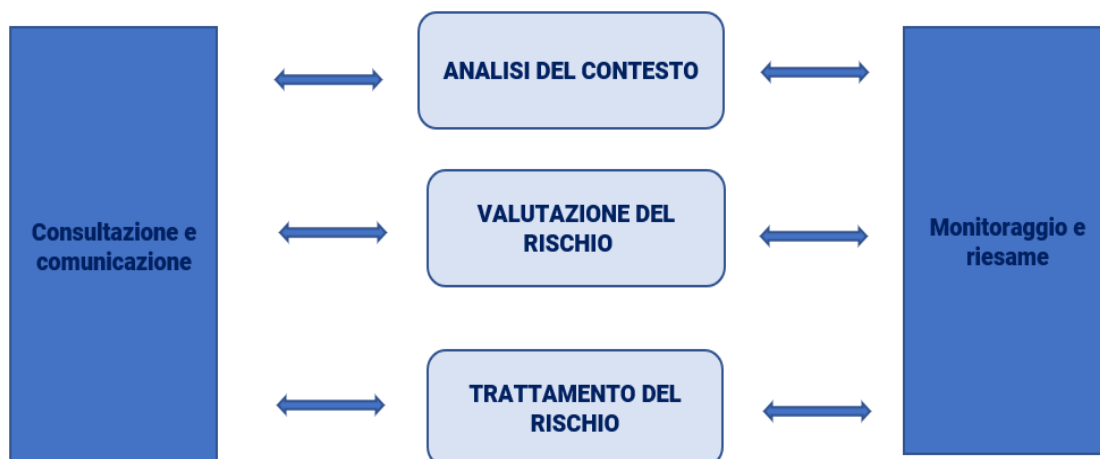 ANALISI DEL CONTESTO
Consultazione e
comunicazione
VALUTAZIONE DEL
RISCHIO
Monitoraggio e
riesame
TRATTAMENTO DEL
RISCHIO